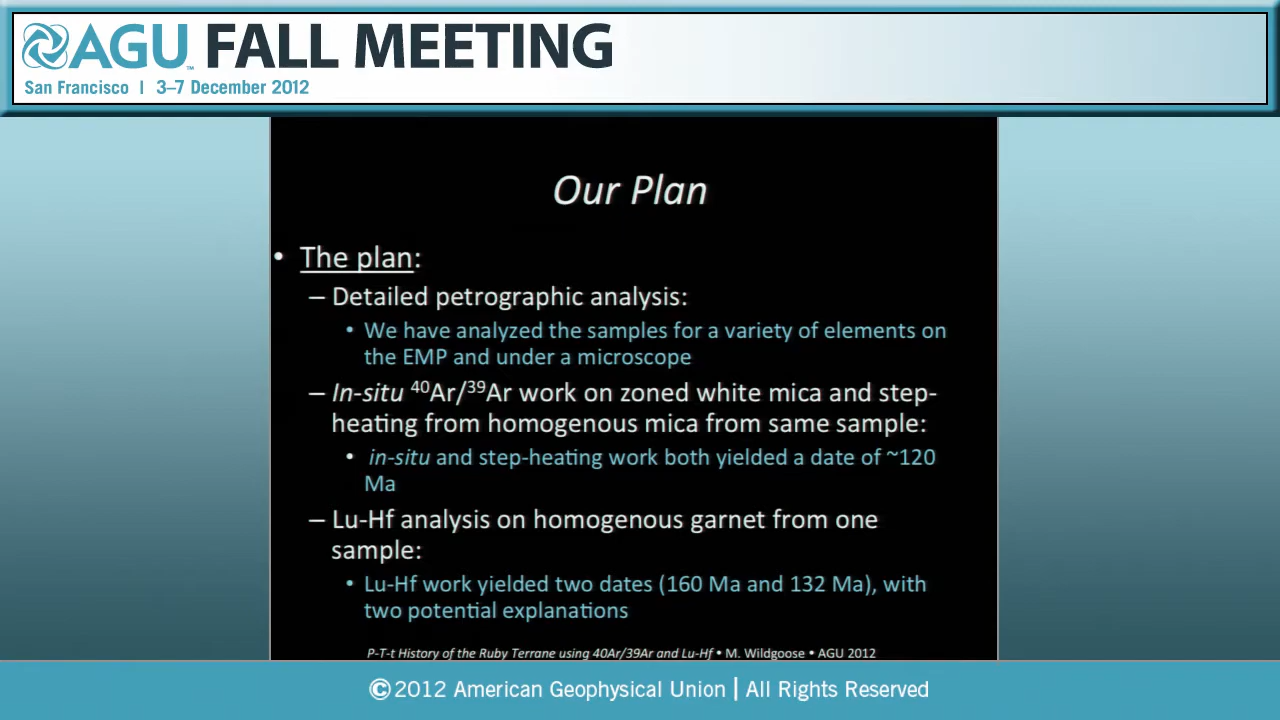 AGU™ FALL MEETING
San Francisco | 3–7 December 2012
Our Plan
• The plan:
– Detailed petrographic analysis:
• We have analyzed the samples for a variety of elements on
the EMP and under a microscope
– In-situ ⁴⁰Ar/³⁹Ar work on zoned white mica and step-
heating from homogenous mica from same sample:
• in-situ and step-heating work both yielded a date of ~120
Ma
– Lu-Hf analysis on homogenous garnet from one
sample:
• Lu-Hf work yielded two dates (160 Ma and 132 Ma), with
two potential explanations
P-T-t History of the Ruby Terrane using 40Ar/39Ar and Lu-Hf • M. Wildgoose • AGU 2012
©2012 American Geophysical Union | All Rights Reserved